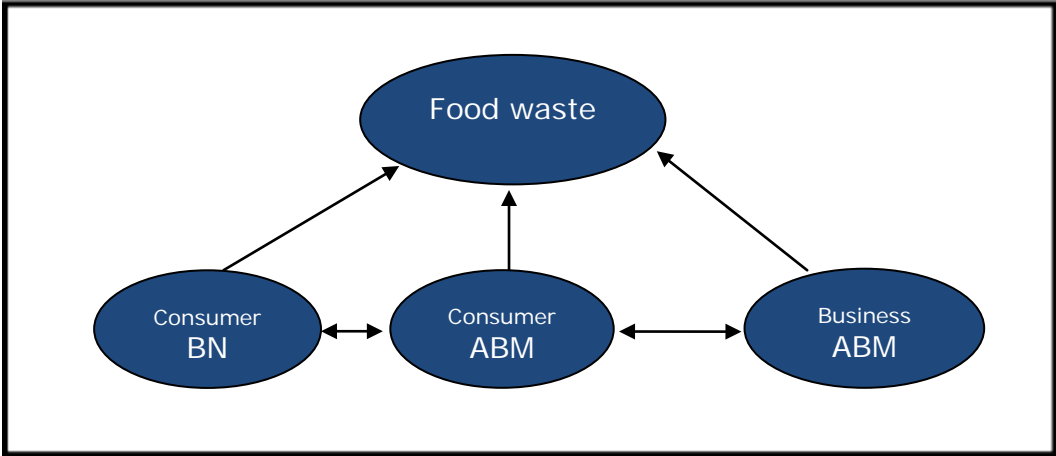 Food waste
Consumer
BN
Consumer
ABM
Business
ABM